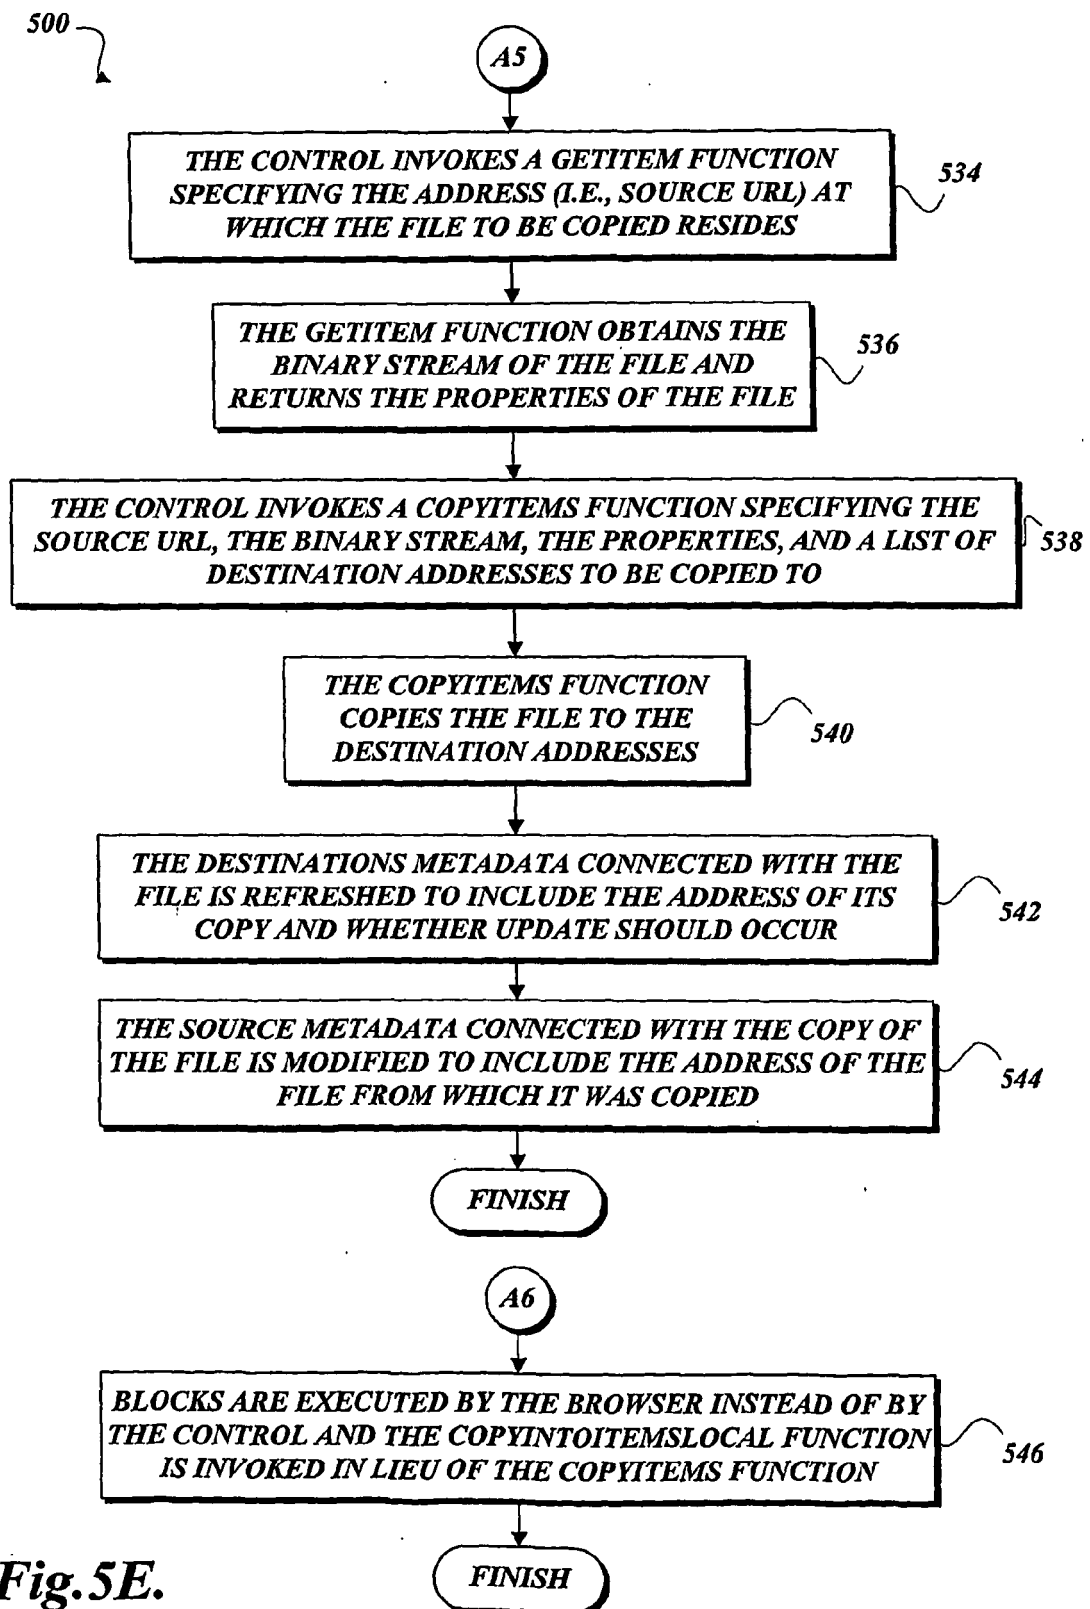 500
A5
THE CONTROL INVOKES A GETITEM FUNCTION
SPECIFYING THE ADDRESS (I.E., SOURCE URL) AT
WHICH THE FILE TO BE COPIED RESIDES
534
THE GETITEM FUNCTION OBTAINS THE
BINARY STREAM OF THE FILE AND
RETURNS THE PROPERTIES OF THE FILE
536
THE CONTROL INVOKES A COPYITEMS FUNCTION SPECIFYING THE
SOURCE URL, THE BINARY STREAM, THE PROPERTIES, AND A LIST OF
DESTINATION ADDRESSES TO BE COPIED TO
538
THE COPYITEMS FUNCTION
COPIES THE FILE TO THE
DESTINATION ADDRESSES
540
THE DESTINATIONS METADATA CONNECTED WITH THE
FILE IS REFRESHED TO INCLUDE THE ADDRESS OF ITS
COPY AND WHETHER UPDATE SHOULD OCCUR
542
THE SOURCE METADATA CONNECTED WITH THE COPY OF
THE FILE IS MODIFIED TO INCLUDE THE ADDRESS OF THE
FILE FROM WHICH IT WAS COPIED
544
FINISH
A6
BLOCKS ARE EXECUTED BY THE BROWSER INSTEAD OF BY
THE CONTROL AND THE COPYINTOITEMSLOCAL FUNCTION
IS INVOKED IN LIEU OF THE COPYITEMS FUNCTION
546
FINISH
Fig.5E.